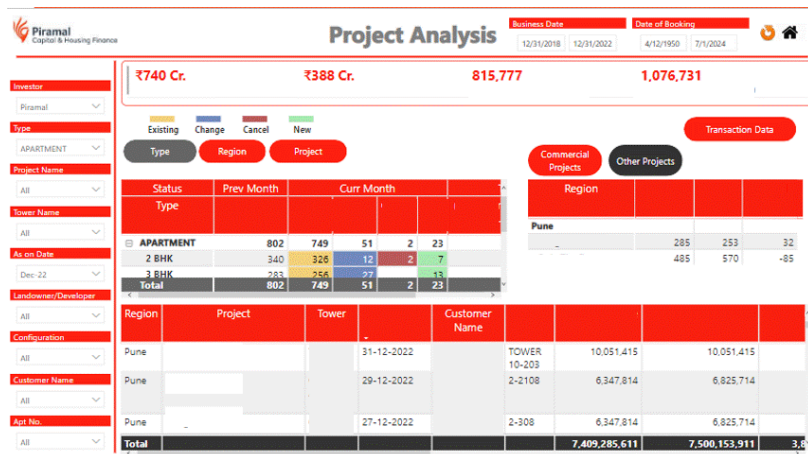 Piramal
Capital & Housing Finance
Project Analysis
Business Date
12/31/2018 12/31/2022
Date of Booking
4/12/1950 7/1/2024
Investor
Piramal
Type
APARTMENT
Project Name
All
Tower Name
All
As on Date
Dec-22
Landowner/Developer
All
Configuration
All
Customer Name
All
Apt No.
All
₹740 Cr. ₹388 Cr. 815,777 1,076,731
Existing Change Cancel New
Type Region Project
Transaction Data
Commercial Projects
Other Projects
Status Prev Month Curr Month
Type
APARTMENT 802 749 51 2 23
2 BHK 340 326 12 2 7
3 BHK 283 256 27 13
Total 802 749 51 2 23
Region
Pune
285 253 32
485 570 -85
Region Project Tower Customer Name
Pune 31-12-2022 TOWER 10-203 10,051,415 10,051,415
Pune 29-12-2022 2-2108 6,347,814 6,825,714
Pune 27-12-2022 2-308 6,347,814 6,825,714
Total 7,409,285,611 7,500,153,911